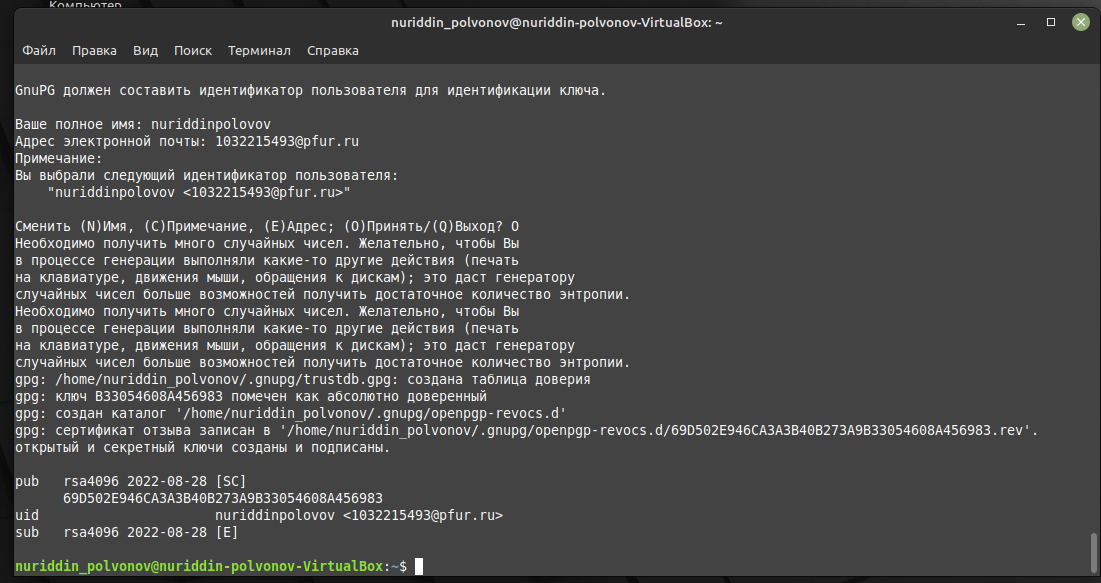 Компьютер
nuriddin_polvonov@nuriddin-polvonov-VirtualBox: ~
Файл Правка Вид Поиск Терминал Справка
GnuPG должен составить идентификатор пользователя для идентификации ключа.
Ваше полное имя: nuriddinpolovov
Адрес электронной почты: 1032215493@pfur.ru
Примечание:
Вы выбрали следующий идентификатор пользователя:
"nuriddinpolovov <1032215493@pfur.ru>"
Сменить (N)Имя, (C)Примечание, (E)Адрес; (O)Принять/(Q)Выход? O
Необходимо получить много случайных чисел. Желательно, чтобы Вы
в процессе генерации выполняли какие-то другие действия (печать
на клавиатуре, движения мыши, обращения к дискам); это даст генератору
случайных чисел больше возможностей получить достаточное количество энтропии.
Необходимо получить много случайных чисел. Желательно, чтобы Вы
в процессе генерации выполняли какие-то другие действия (печать
на клавиатуре, движения мыши, обращения к дискам); это даст генератору
случайных чисел больше возможностей получить достаточное количество энтропии.
gpg: /home/nuriddin_polvonov/.gnupg/trustdb.gpg: создана таблица доверия
gpg: ключ B33054608A456983 помечен как абсолютно доверенный
gpg: создан каталог '/home/nuriddin_polvonov/.gnupg/openpgp-revocs.d'
gpg: сертификат отзыва записан в '/home/nuriddin_polvonov/.gnupg/openpgp-revocs.d/69D502E946CA3A3B40B273A9B33054608A456983.rev'.
открытый и секретный ключи созданы и подписаны.
pub rsa4096 2022-08-28 [SC]
69D502E946CA3A3B40B273A9B33054608A456983
uid nuriddinpolovov <1032215493@pfur.ru>
sub rsa4096 2022-08-28 [E]
nuriddin_polvonov@nuriddin-polvonov-VirtualBox:~$